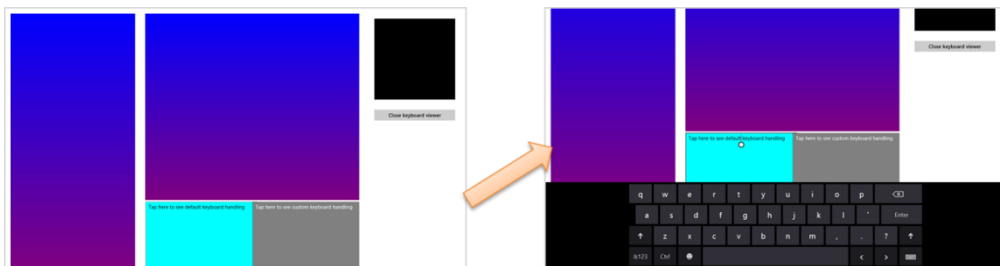 Close keyboard viewer
Tap here to see default keyboard handling Tap here to see custom keyboard handling
Close keyboard viewer
Tap here to see default keyboard handling Tap here to see custom keyboard handling
q w e r t y u i o p
a s d f g h j k l ' Enter
z x c v b n m , . ?
&123 Ctrl < >